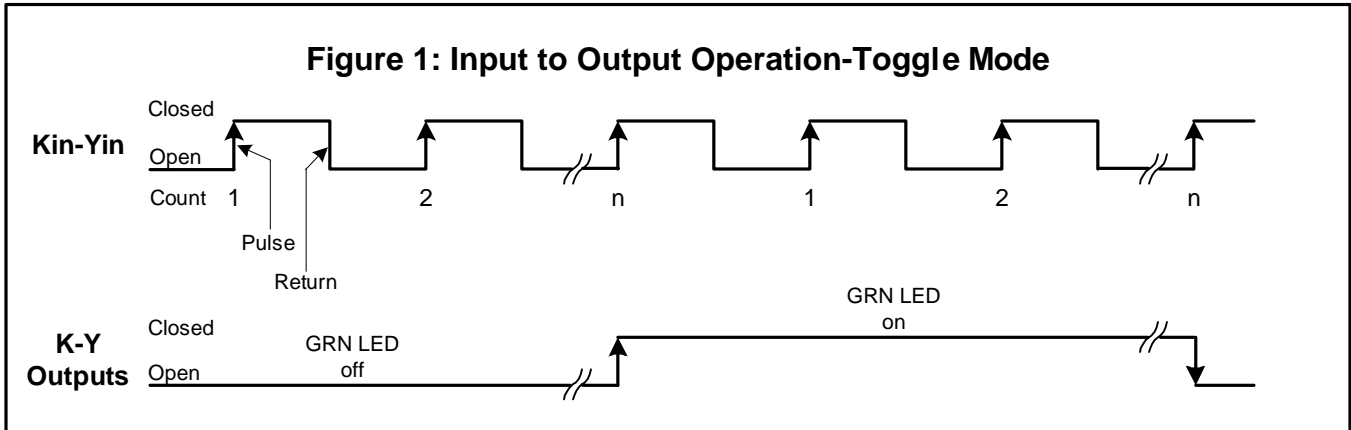 Figure 1: Input to Output Operation-Toggle Mode
Closed
Kin-Yin
Open
Count 1 2 n 1 2 n
Pulse
Return
GRN LED
on
Closed
K-Y
Outputs
GRN LED
off
Open